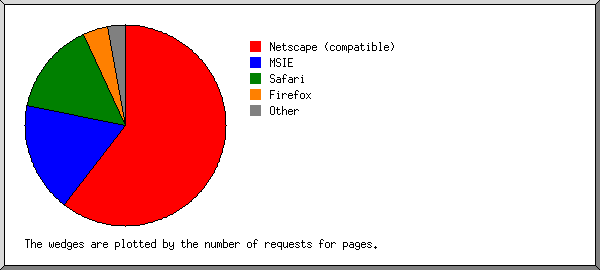 Netscape (compatible)
MSIE
Safari
Firefox
Other
The wedges are plotted by the number of requests for pages.